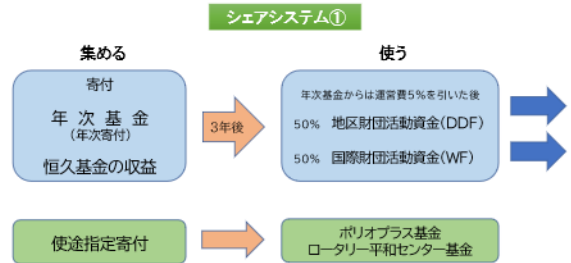 シェアシステム①
集める
使う
寄付
年次基金
(年次寄付)
恒久基金の収益
3年後
年次基金からは運営費5%を引いた後
50% 地区財団活動資金(DDF)
50% 国際財団活動資金(WF)
使途指定寄付
ポリオプラス基金
ロータリー平和センター基金